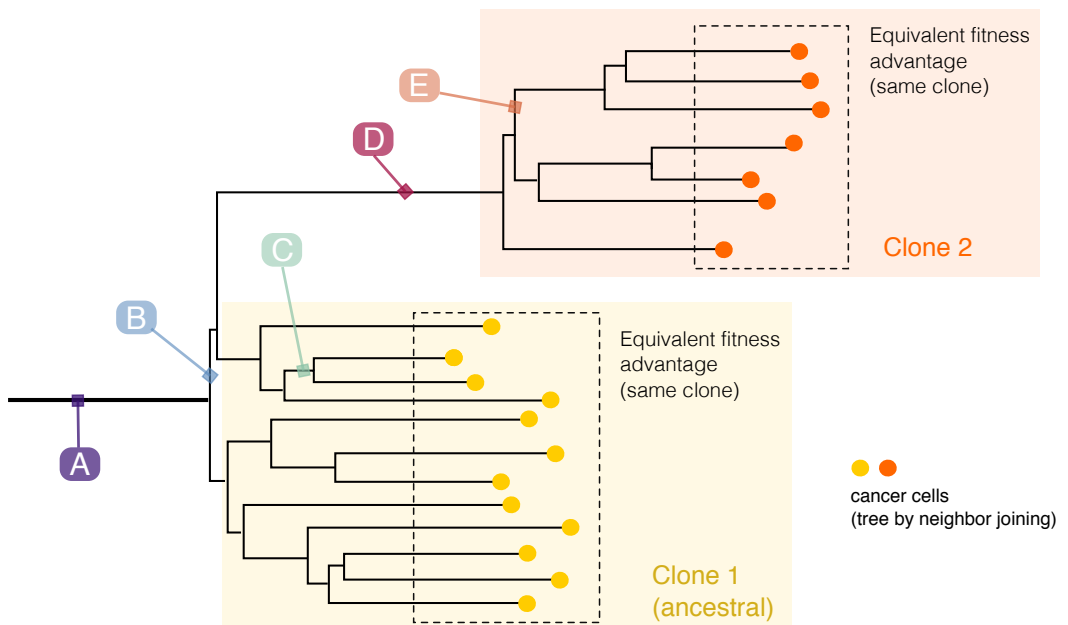 Equivalent fitness
advantage
(same clone)
E
D
Clone 2
C
B
Equivalent fitness
advantage
(same clone)
A
cancer cells
(tree by neighbor joining)
Clone 1
(ancestral)